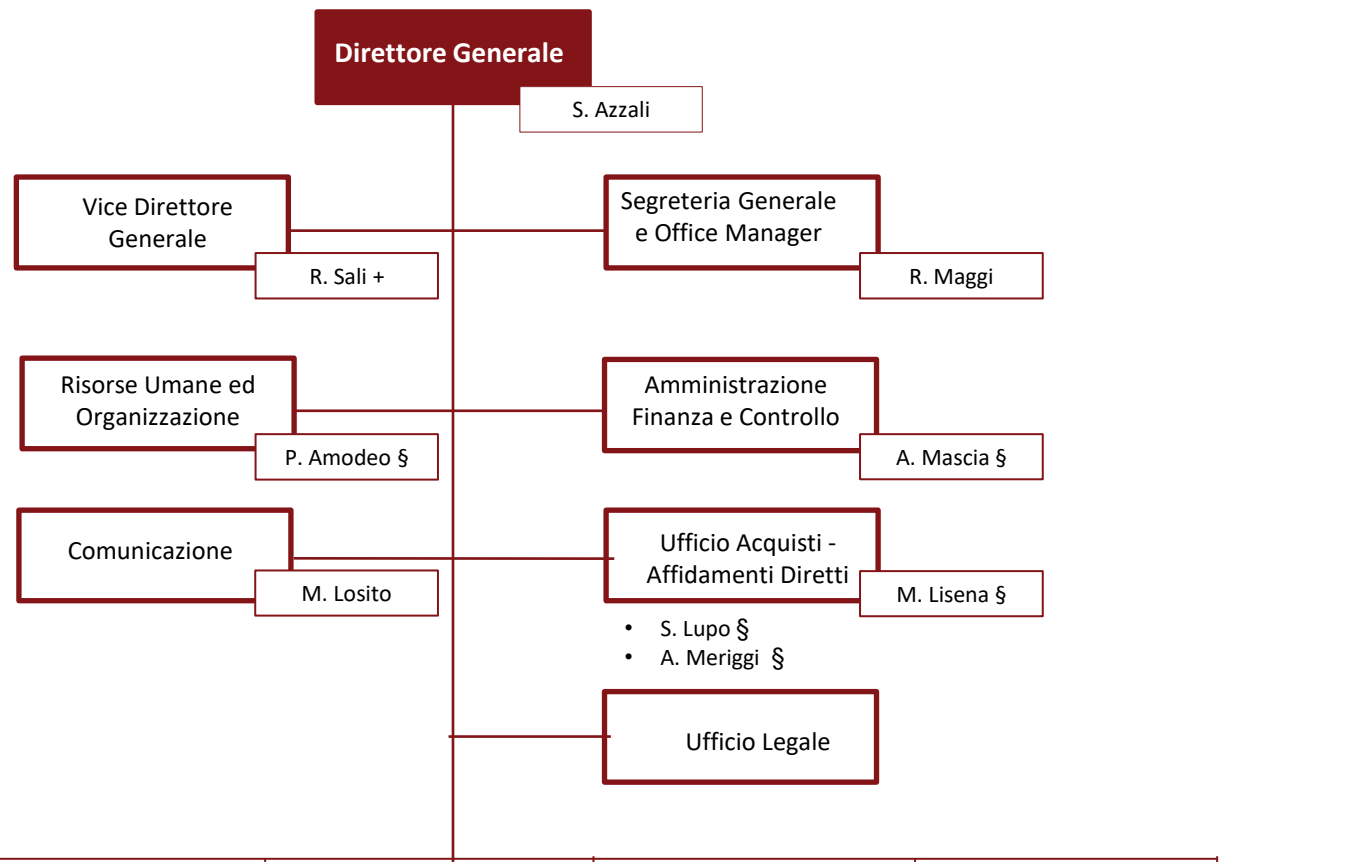 Direttore Generale
S. Azzali
Vice Direttore
Generale
R. Sali +
Segreteria Generale
e Office Manager
R. Maggi
Risorse Umane ed
Organizzazione
P. Amodeo §
Amministrazione
Finanza e Controllo
A. Mascia §
Comunicazione
M. Losito
Ufficio Acquisti -
Affidamenti Diretti
M. Lisena §
• S. Lupo §
• A. Meriggi §
Ufficio Legale